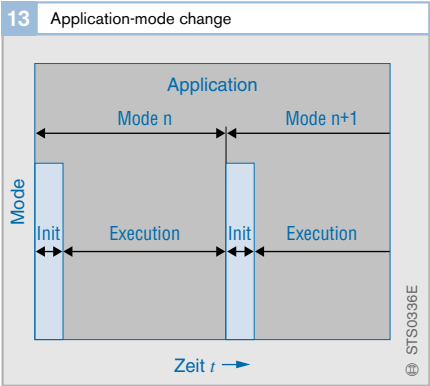 13 Application-mode change
Application
Mode n Mode n+1
Mode
Init Execution Init Execution
Zeit t
STS0336E